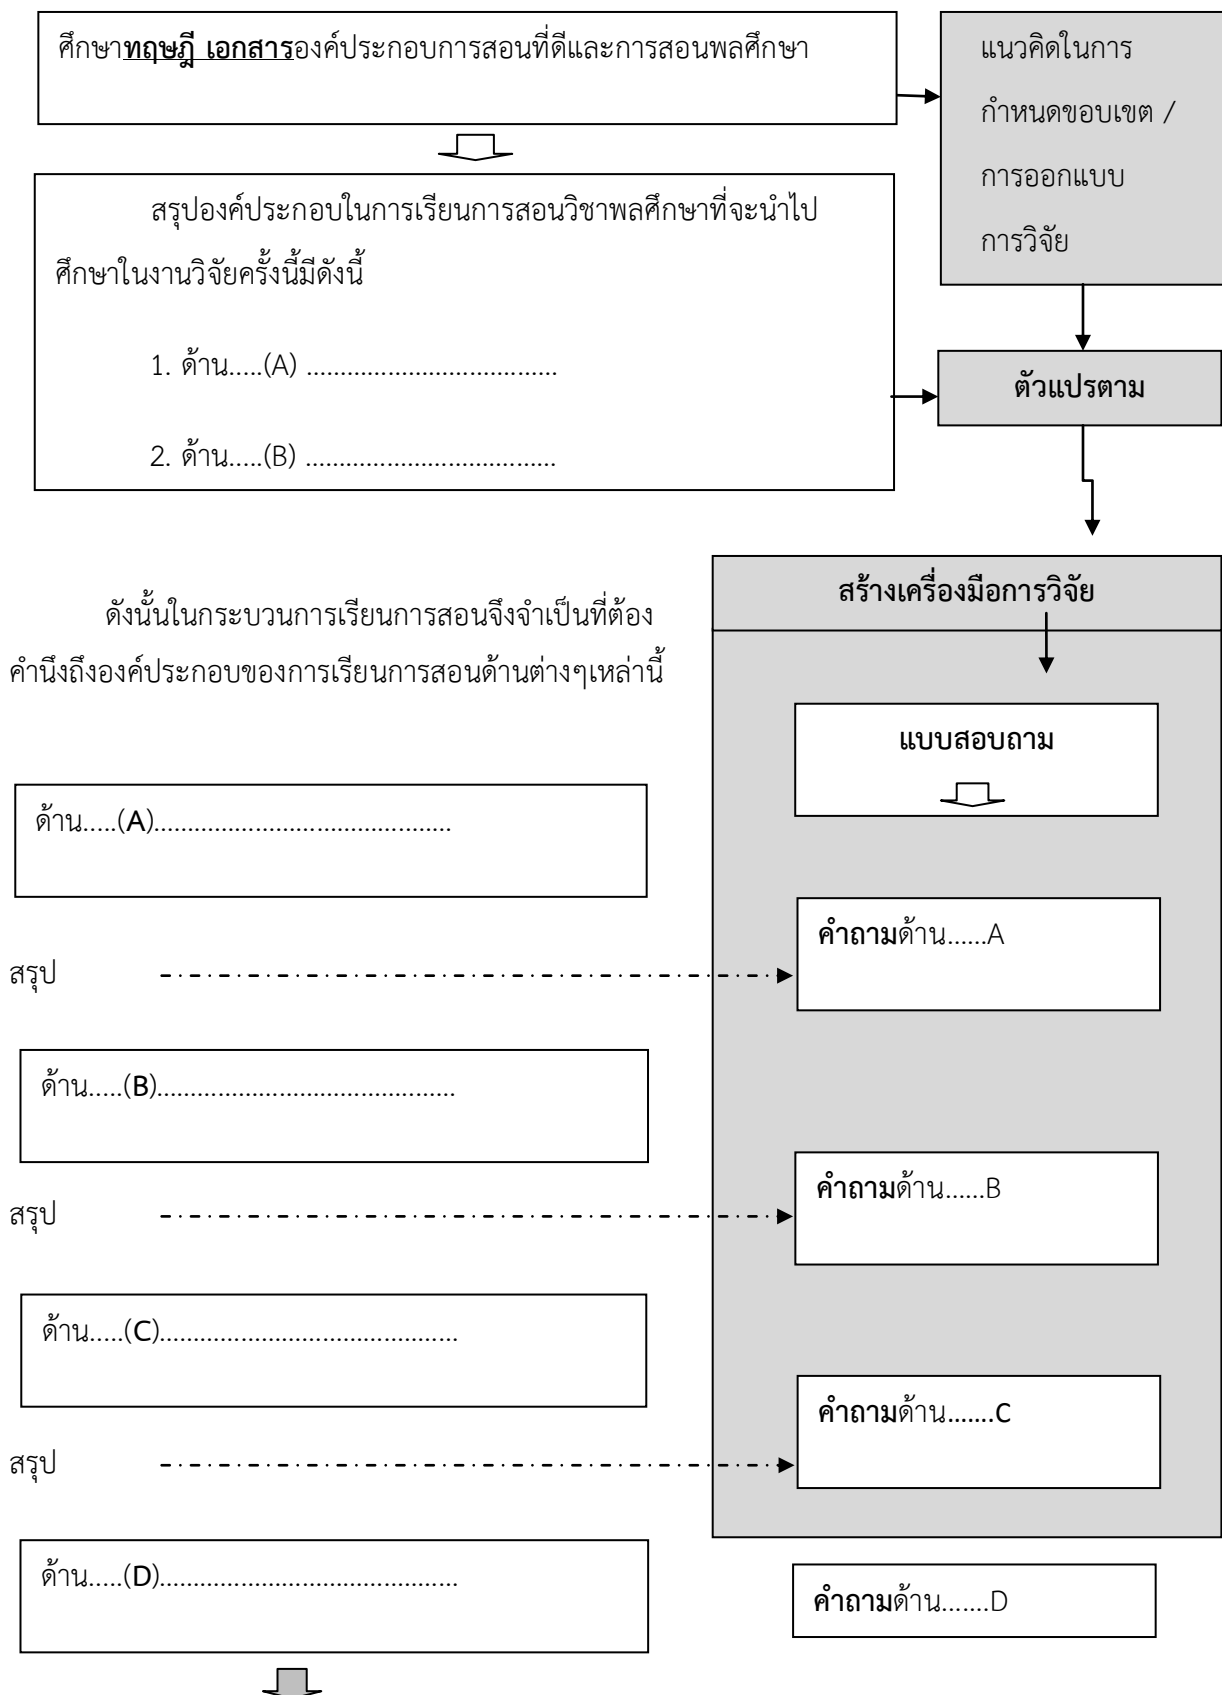 ศึกษาทฤษฎี เอกสารองค์ประกอบการสอนที่ดีและการสอนพลศึกษา
แนวคิดในการ
กำหนดขอบเขต /
การออกแบบ
การวิจัย
สรุปองค์ประกอบในการเรียนการสอนวิชาพลศึกษาที่จะนำไป
ศึกษาในงานวิจัยครั้งนี้มีดังนี้
1. ด้าน.....(A) .....................................
2. ด้าน.....(B) .....................................
ตัวแปรตาม
ดังนั้นในกระบวนการเรียนการสอนจึงจำเป็นที่ต้อง
คำนึงถึงองค์ประกอบของการเรียนการสอนด้านต่างๆเหล่านี้
สร้างเครื่องมือการวิจัย
แบบสอบถาม
ด้าน.....(A)............................................
คำถามด้าน......A
สรุป
ด้าน.....(B)............................................
คำถามด้าน......B
สรุป
ด้าน.....(C)............................................
คำถามด้าน.......C
สรุป
ด้าน.....(D)............................................
คำถามด้าน.......D